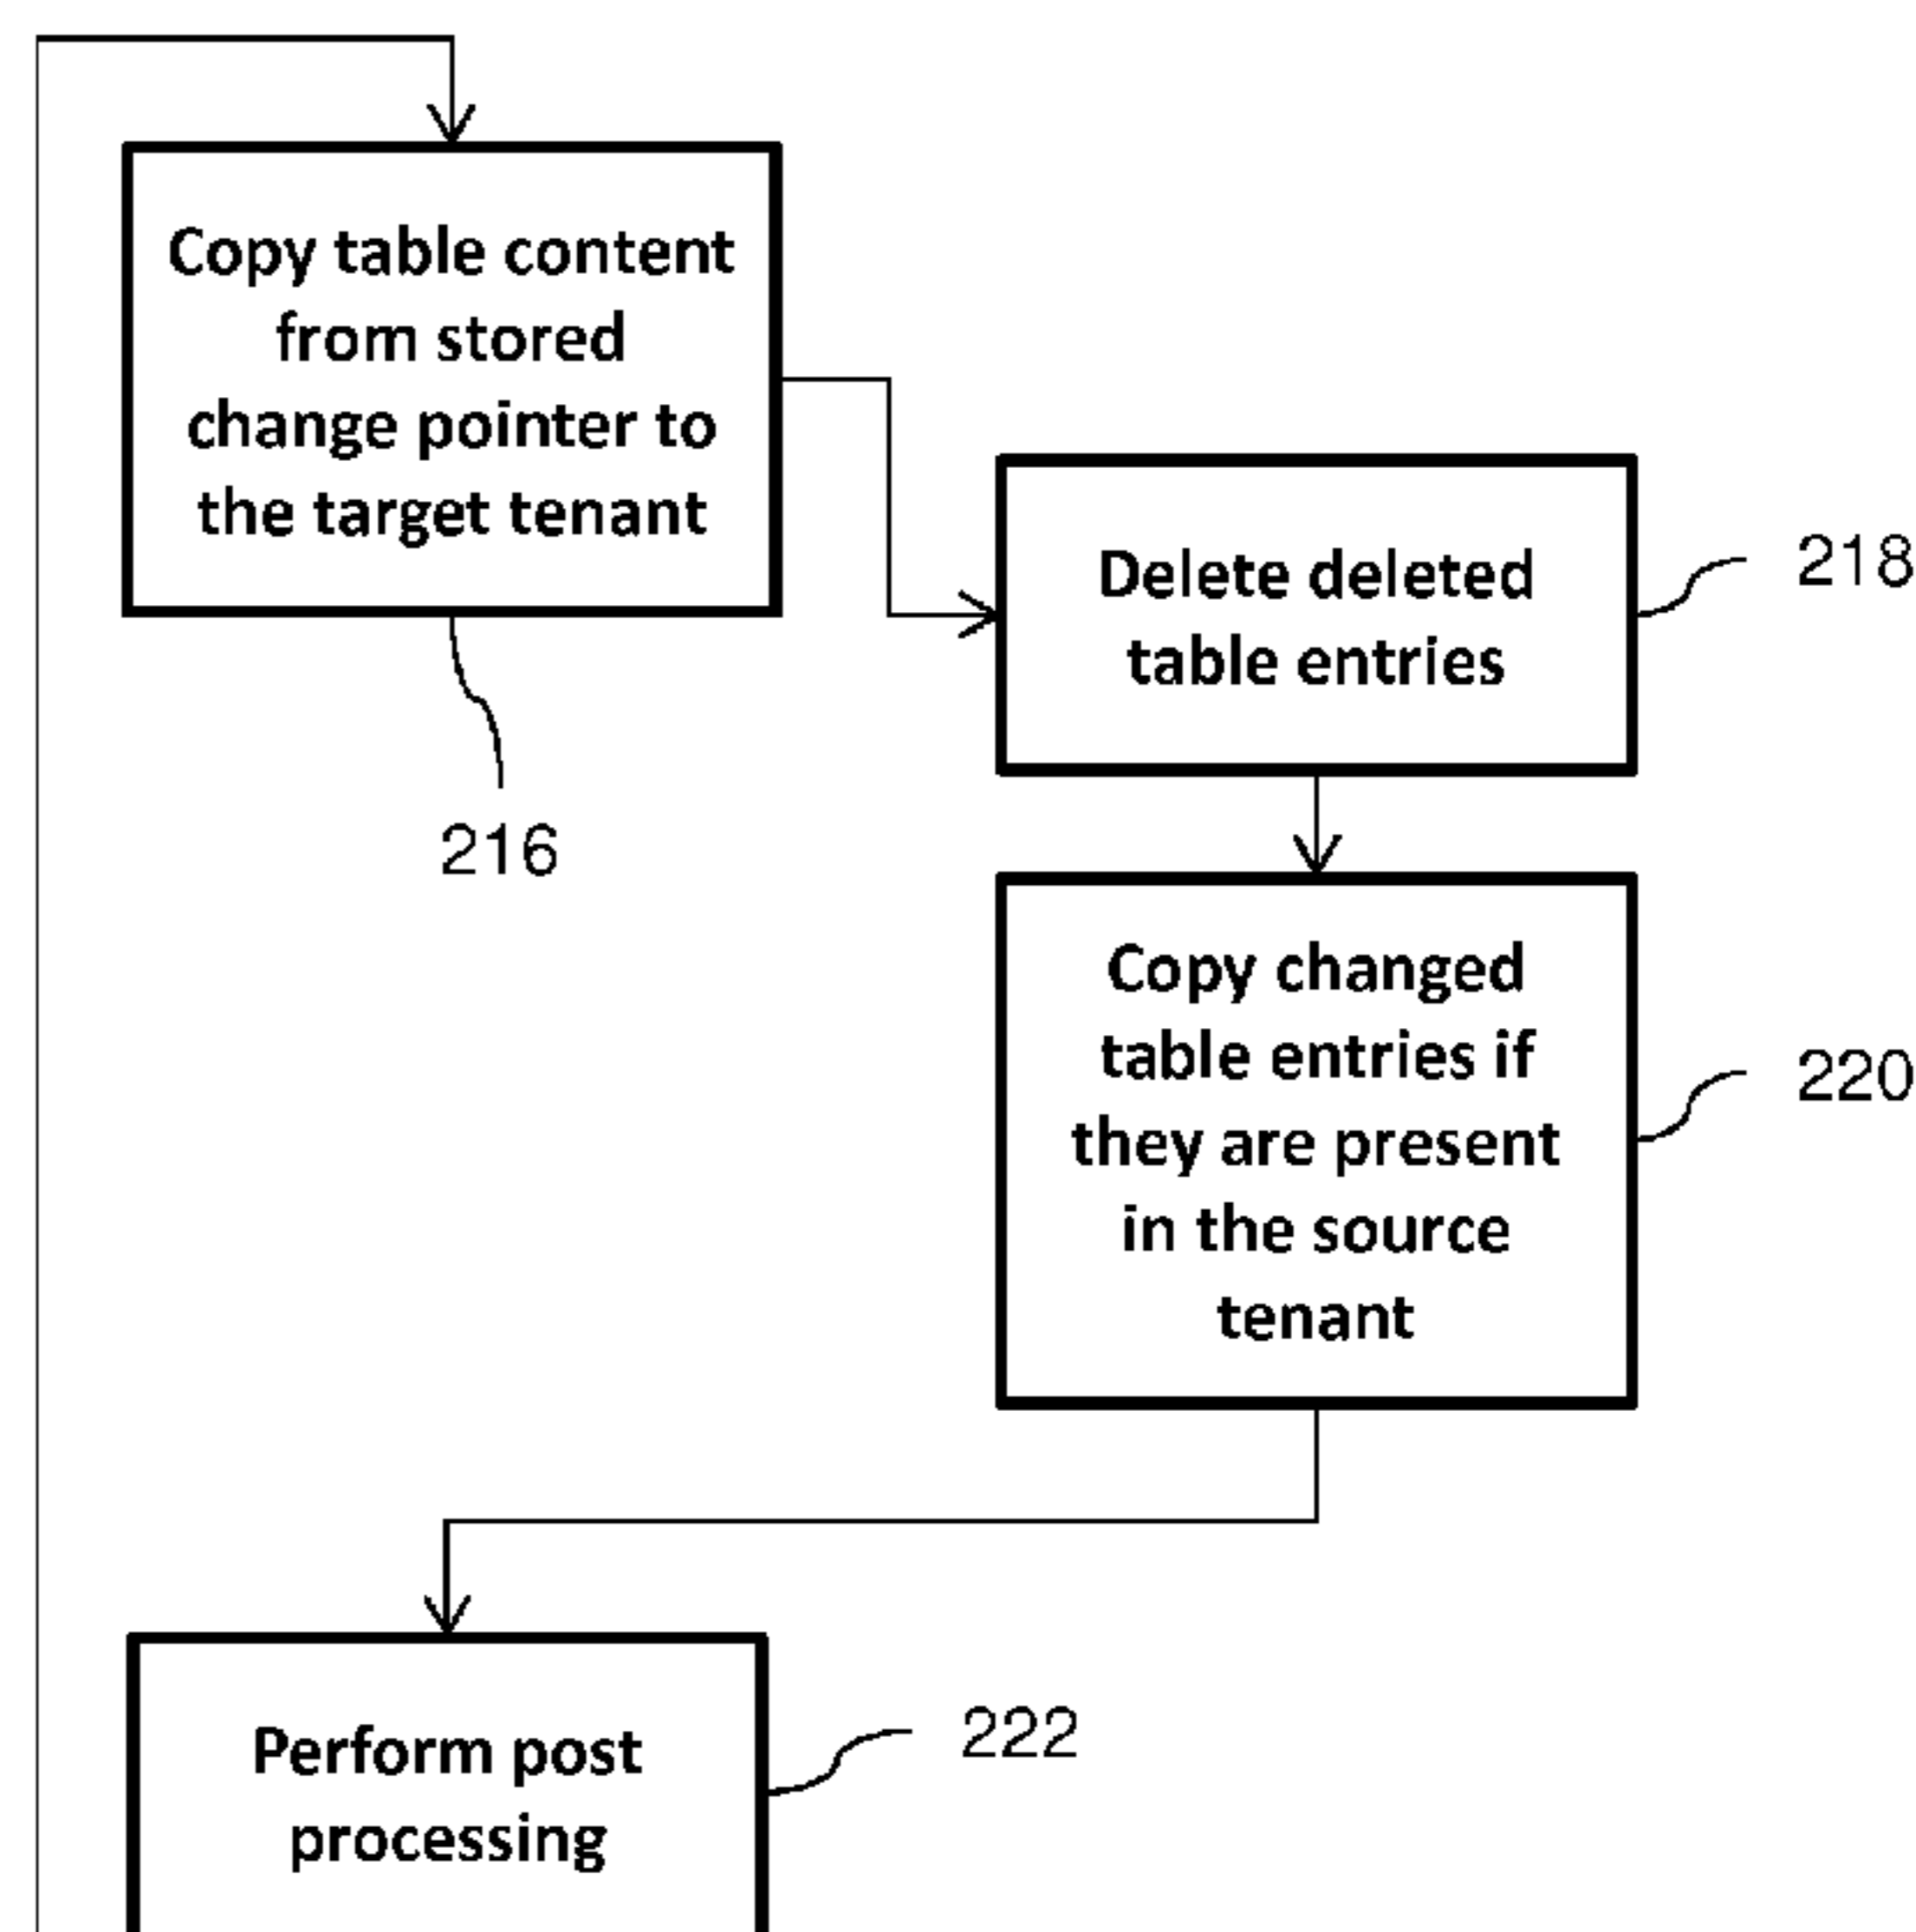 Copy table content
from stored
change pointer to
the target tenant
216
Delete deleted
table entries
218
Copy changed
table entries if
they are present
in the source
tenant
220
Perform post
processing
222